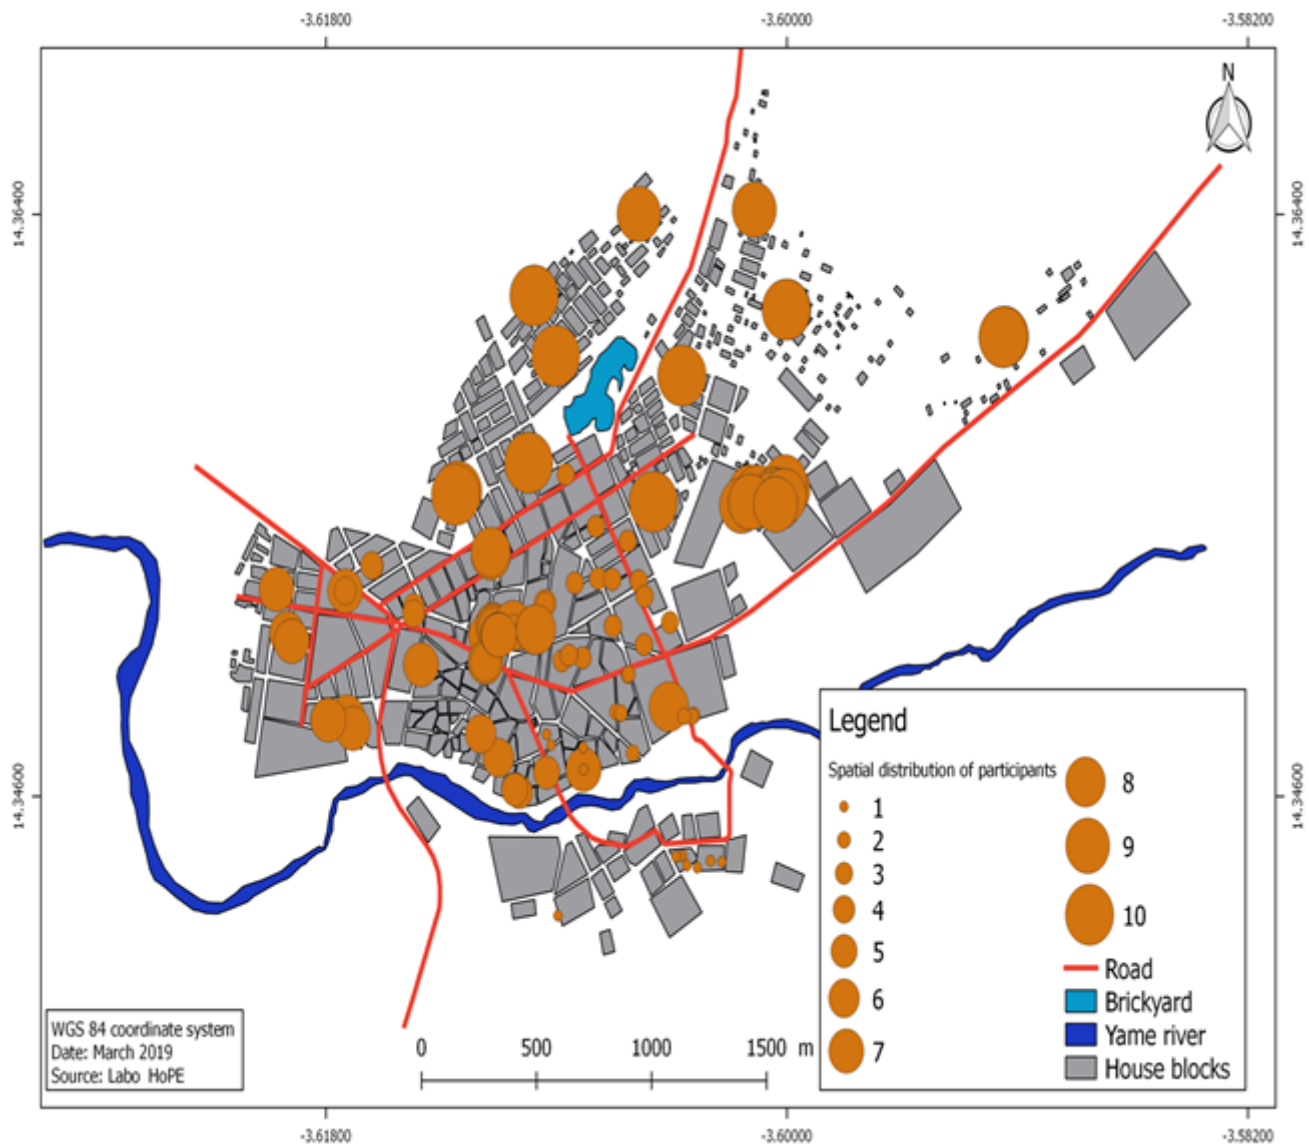 -3.61800
-3.60000
-3.58200
N
14.36400
14.36400
14.34600
14.34600
Legend
Spatial distribution of participants
1
2
3
4
5
6
7
8
9
10
Road
Brickyard
Yame river
House blocks
WGS 84 coordinate system
Date: March 2019
Source: Labo HoPE
0 500 1000 1500 m
-3.61800
-3.60000
-3.58200